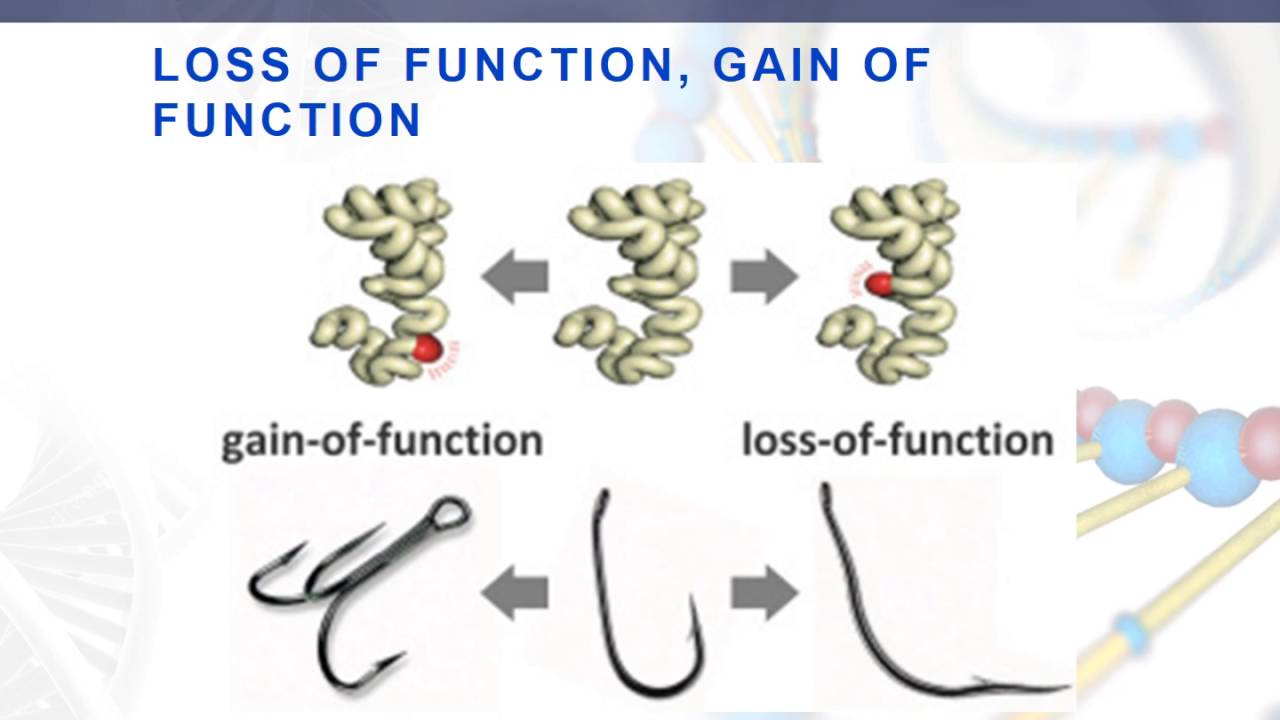 LOSS OF FUNCTION, GAIN OF
FUNCTION
gain-of-function
loss-of-function